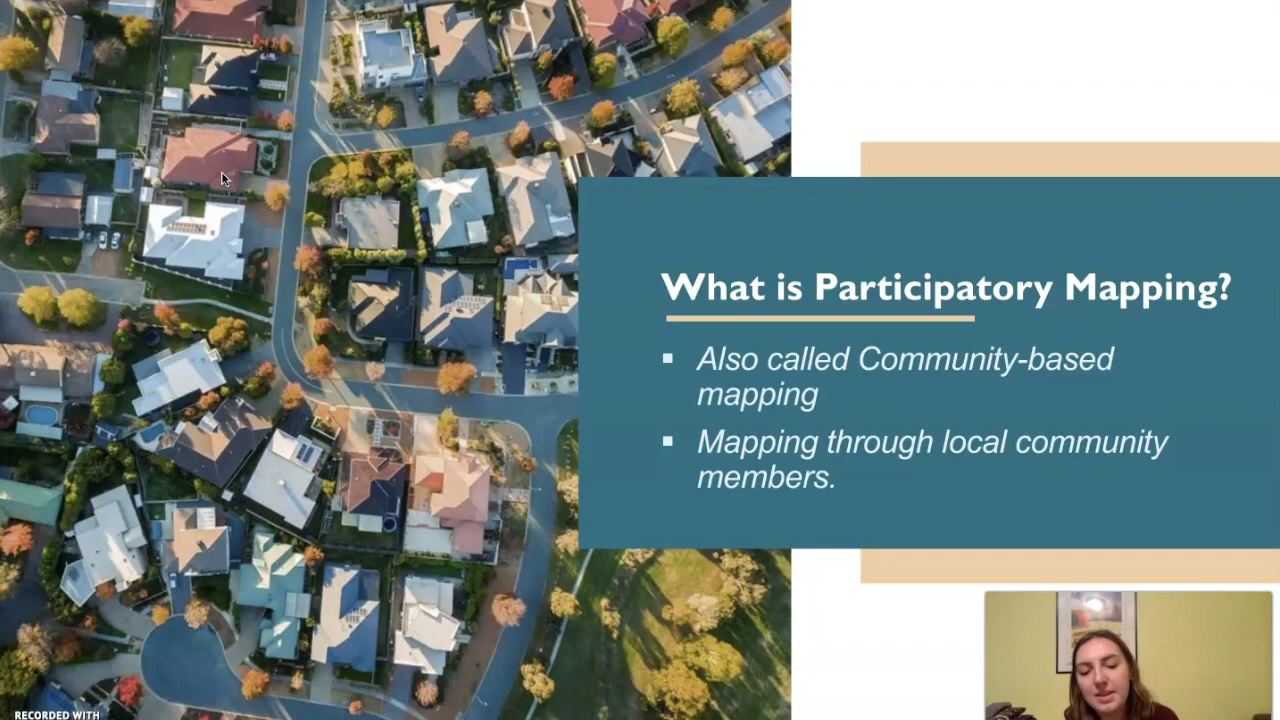 What is Participatory Mapping?
▪ Also called Community-based
mapping
▪ Mapping through local community
members.
RECORDED WITH